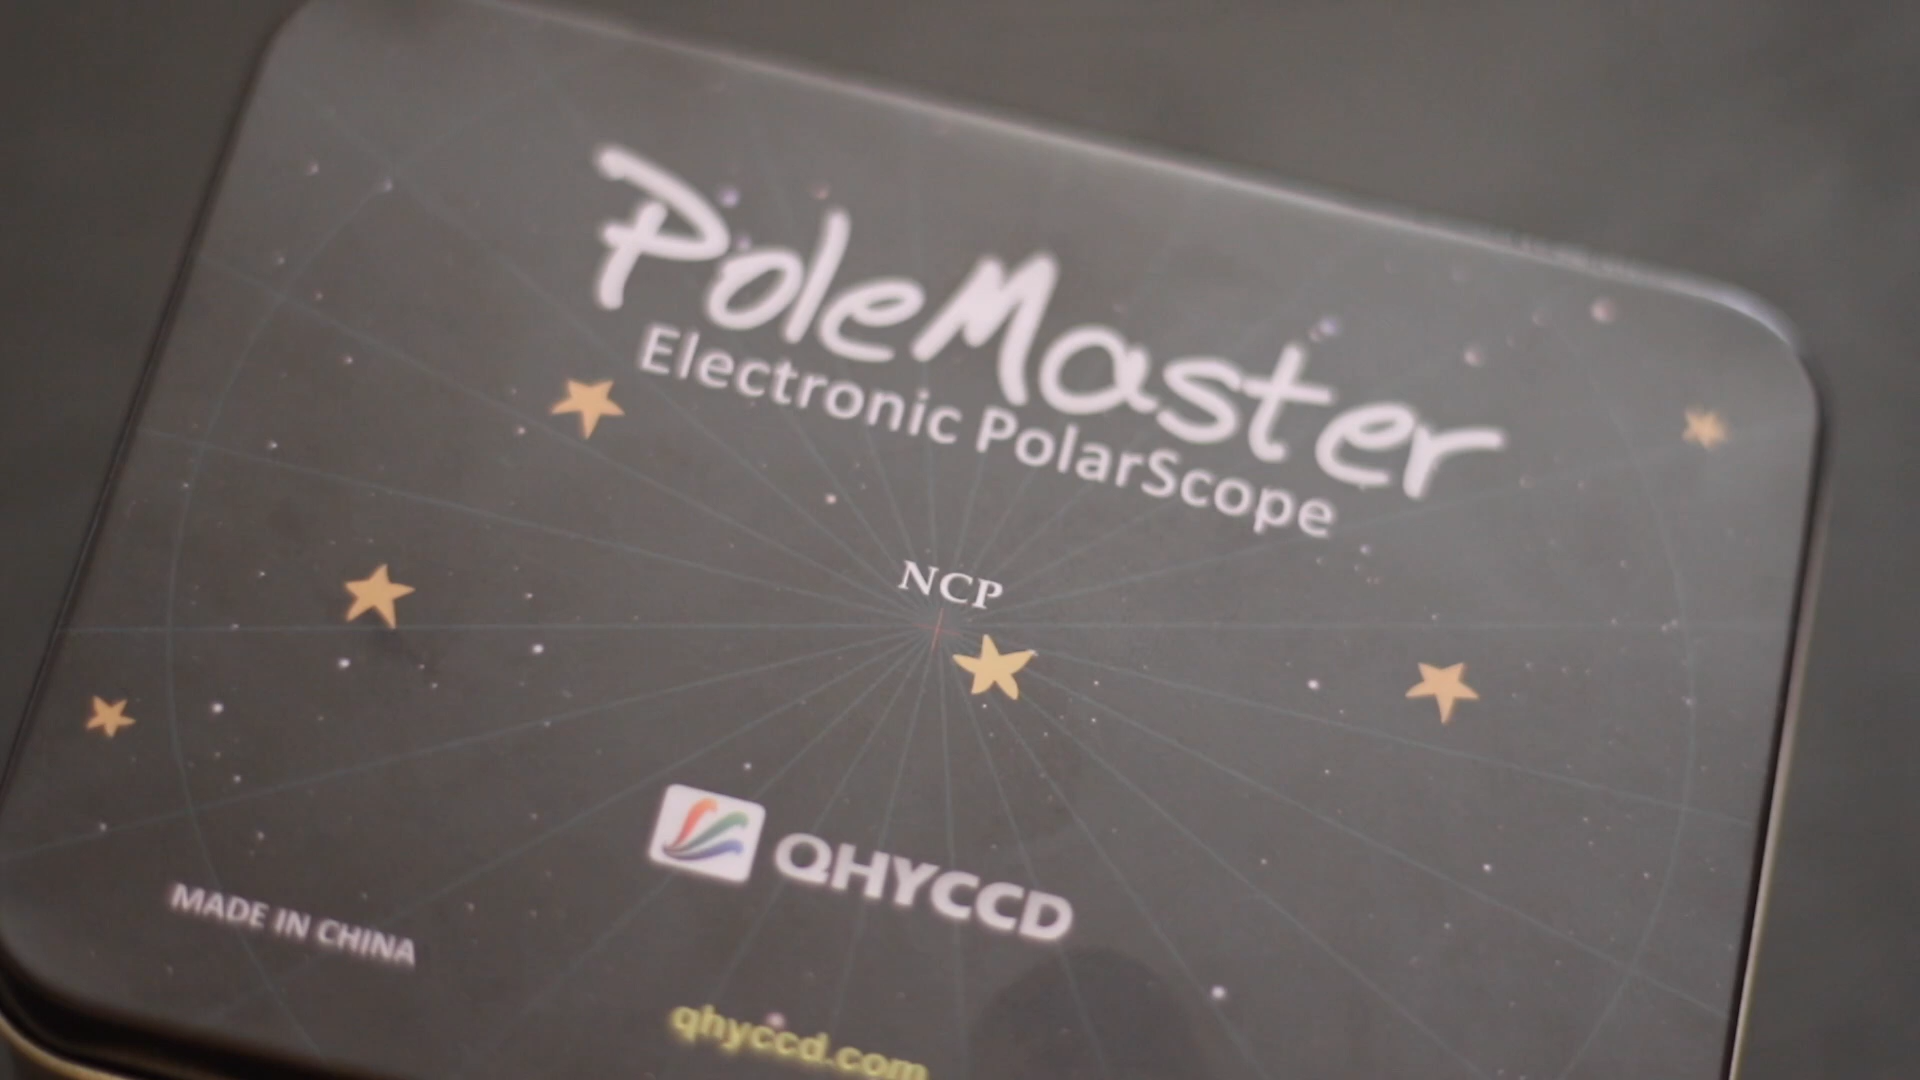 PoleMaster
Electronic PolarScope
NCP
QHYCCD
MADE IN CHINA
qhyccd.com